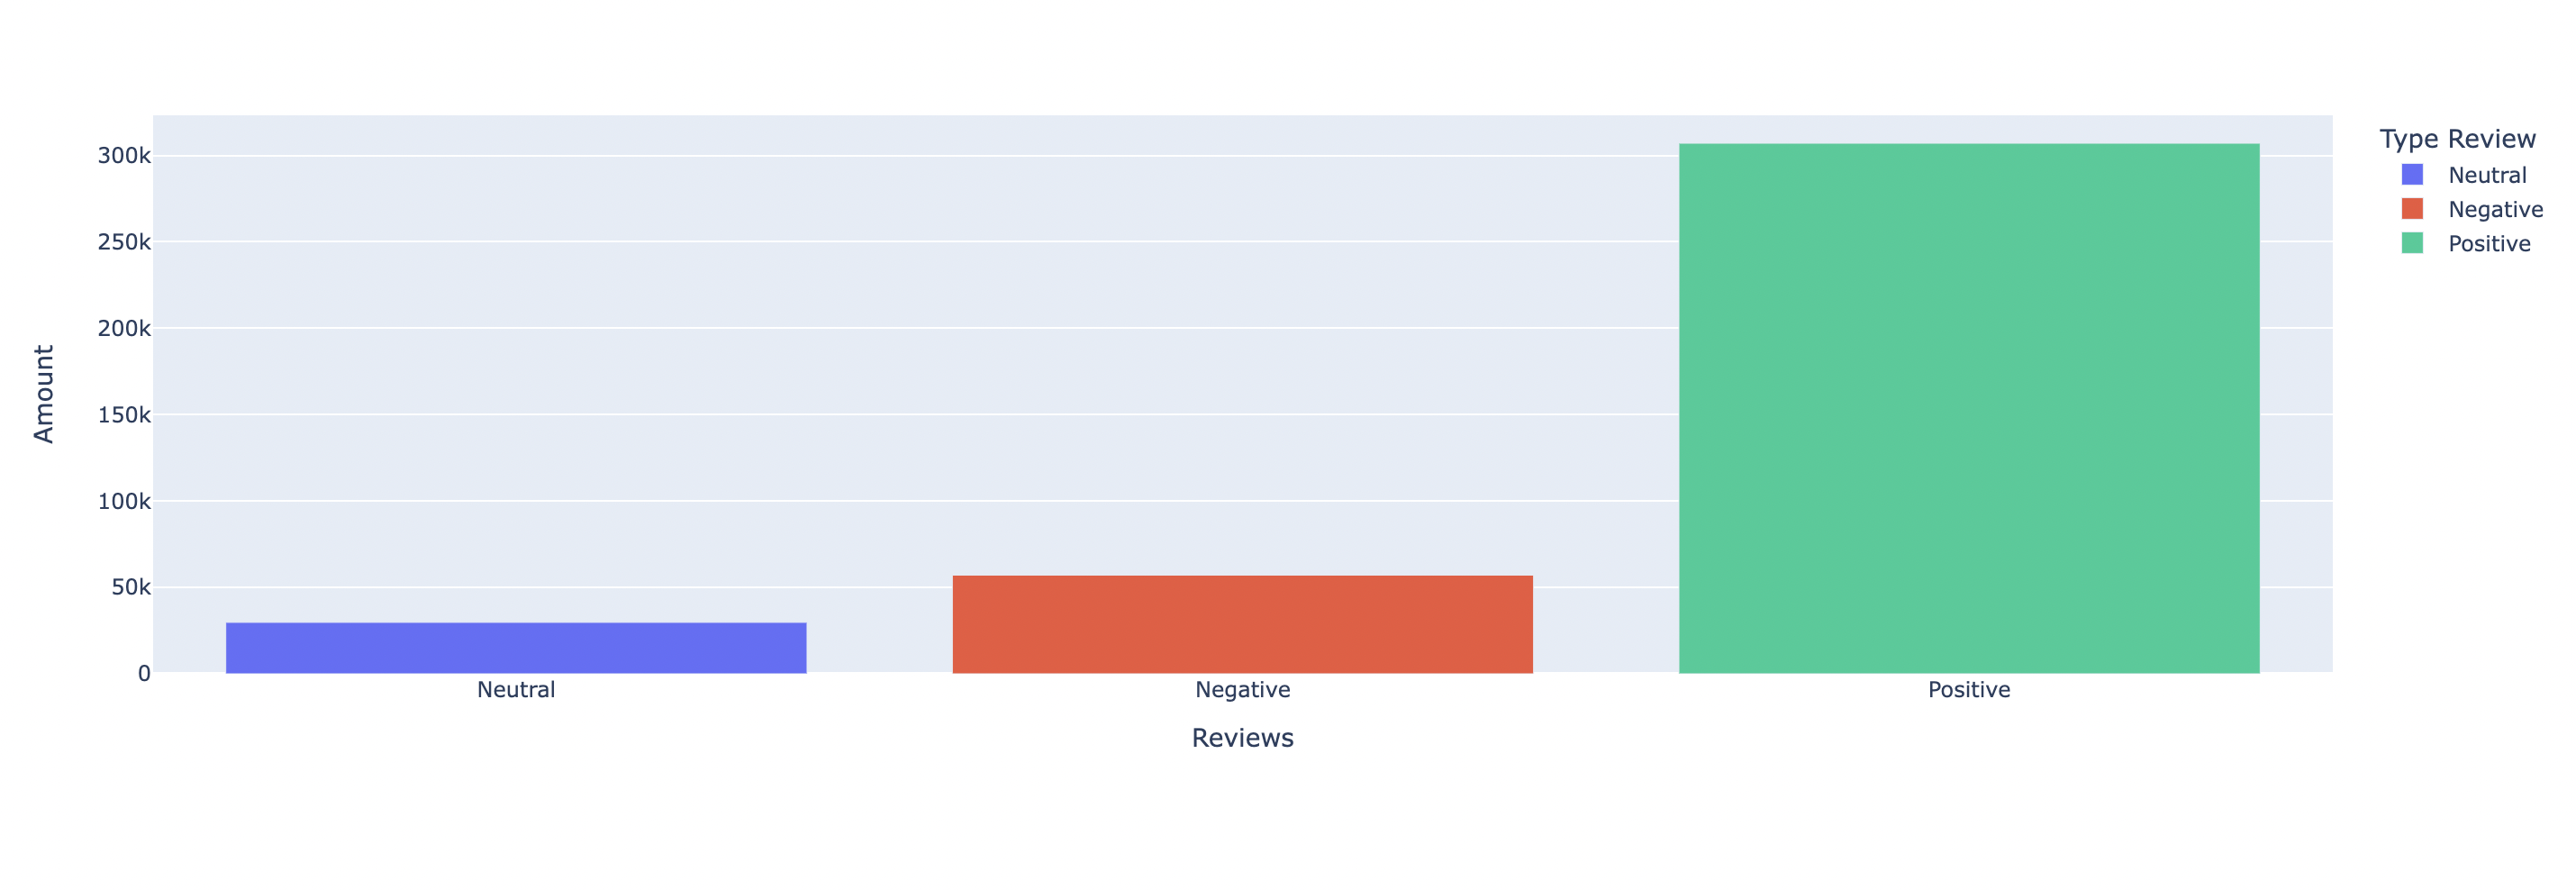 300k
250k
200k
150k
100k
50k
0
Amount
Neutral
Negative
Positive
Reviews
Type Review
Neutral
Negative
Positive